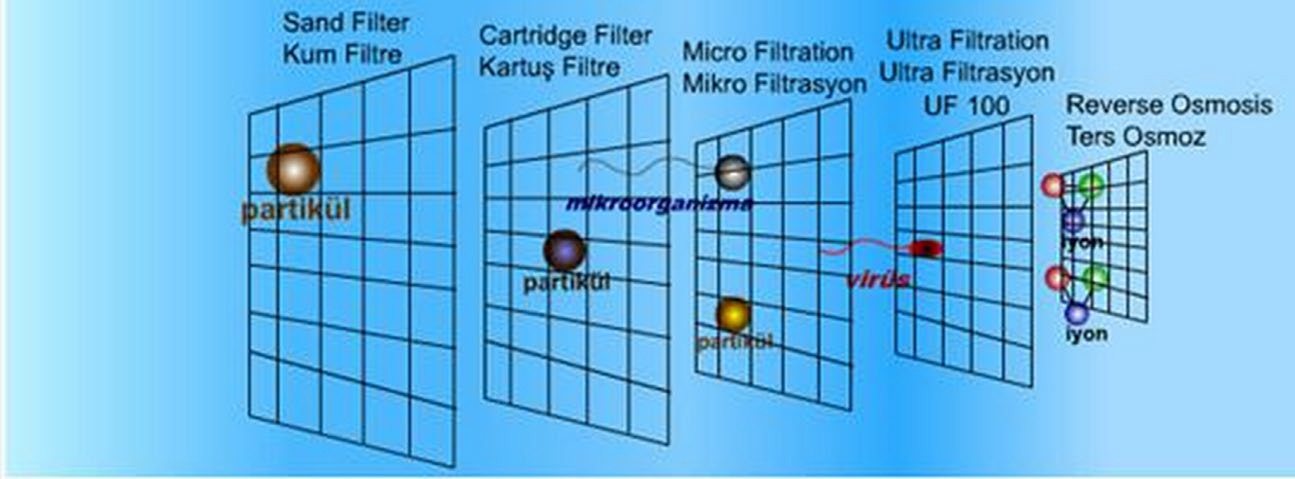 Sand Filter
Kum Filtre
Cartridge Filter
Kartuş Filtre
Micro Filtration
Mikro Filtrasyon
Ultra Filtration
Ultra Filtrasyon
UF 100
Reverse Osmosis
Ters Osmoz
partikül
mikroorganizma
partikül
partikül
virüs
iyon
iyon